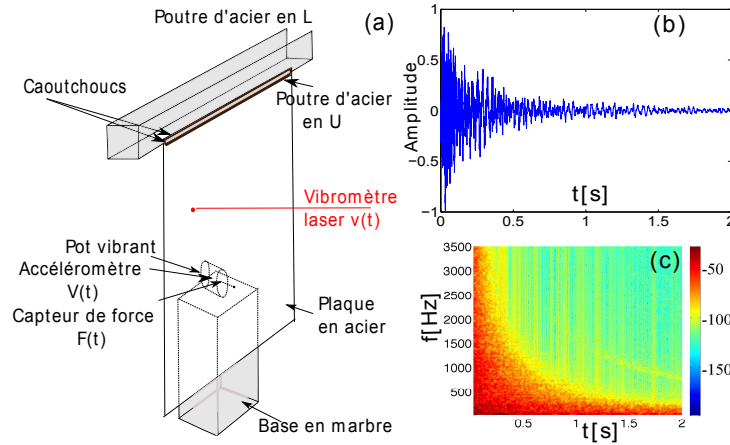 Poutre d'acier en L
(a)
Caoutchoucs
Poutre d'acier
en U
Vibromètre
laser v(t)
Pot vibrant
Accéléromètre
V(t)
Capteur de force
F(t)
Plaque
en acier
Base en marbre
(b)
Amplitude
1
0.5
0
−0.5
−1
0
0.5
1
1.5
2
t[s]
(c)
f[Hz]
3500
3000
2500
2000
1500
1000
500
0.5
1
1.5
2
t[s]
-50
-100
-150